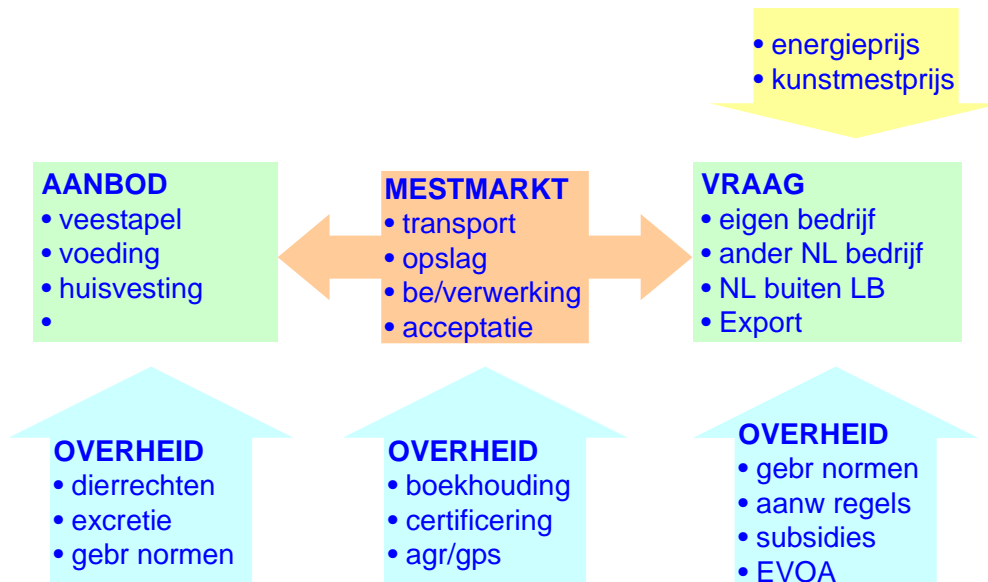 • energieprijs
• kunstmestprijs
AANBOD
• veestapel
• voeding
• huisvesting
•
MESTMARKT
• transport
• opslag
• be/verwerking
• acceptatie
VRAAG
• eigen bedrijf
• ander NL bedrijf
• NL buiten LB
• Export
OVERHEID
• dierrechten
• excretie
• gebr normen
OVERHEID
• boekhouding
• certificering
• agr/gps
OVERHEID
• gebr normen
• aanw regels
• subsidies
• EVOA